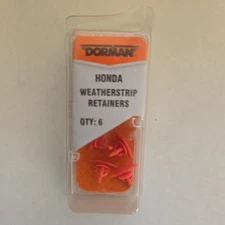 DORMAN
HONDA
WEATHERSTRIP
RETAINERS
QTY: 6